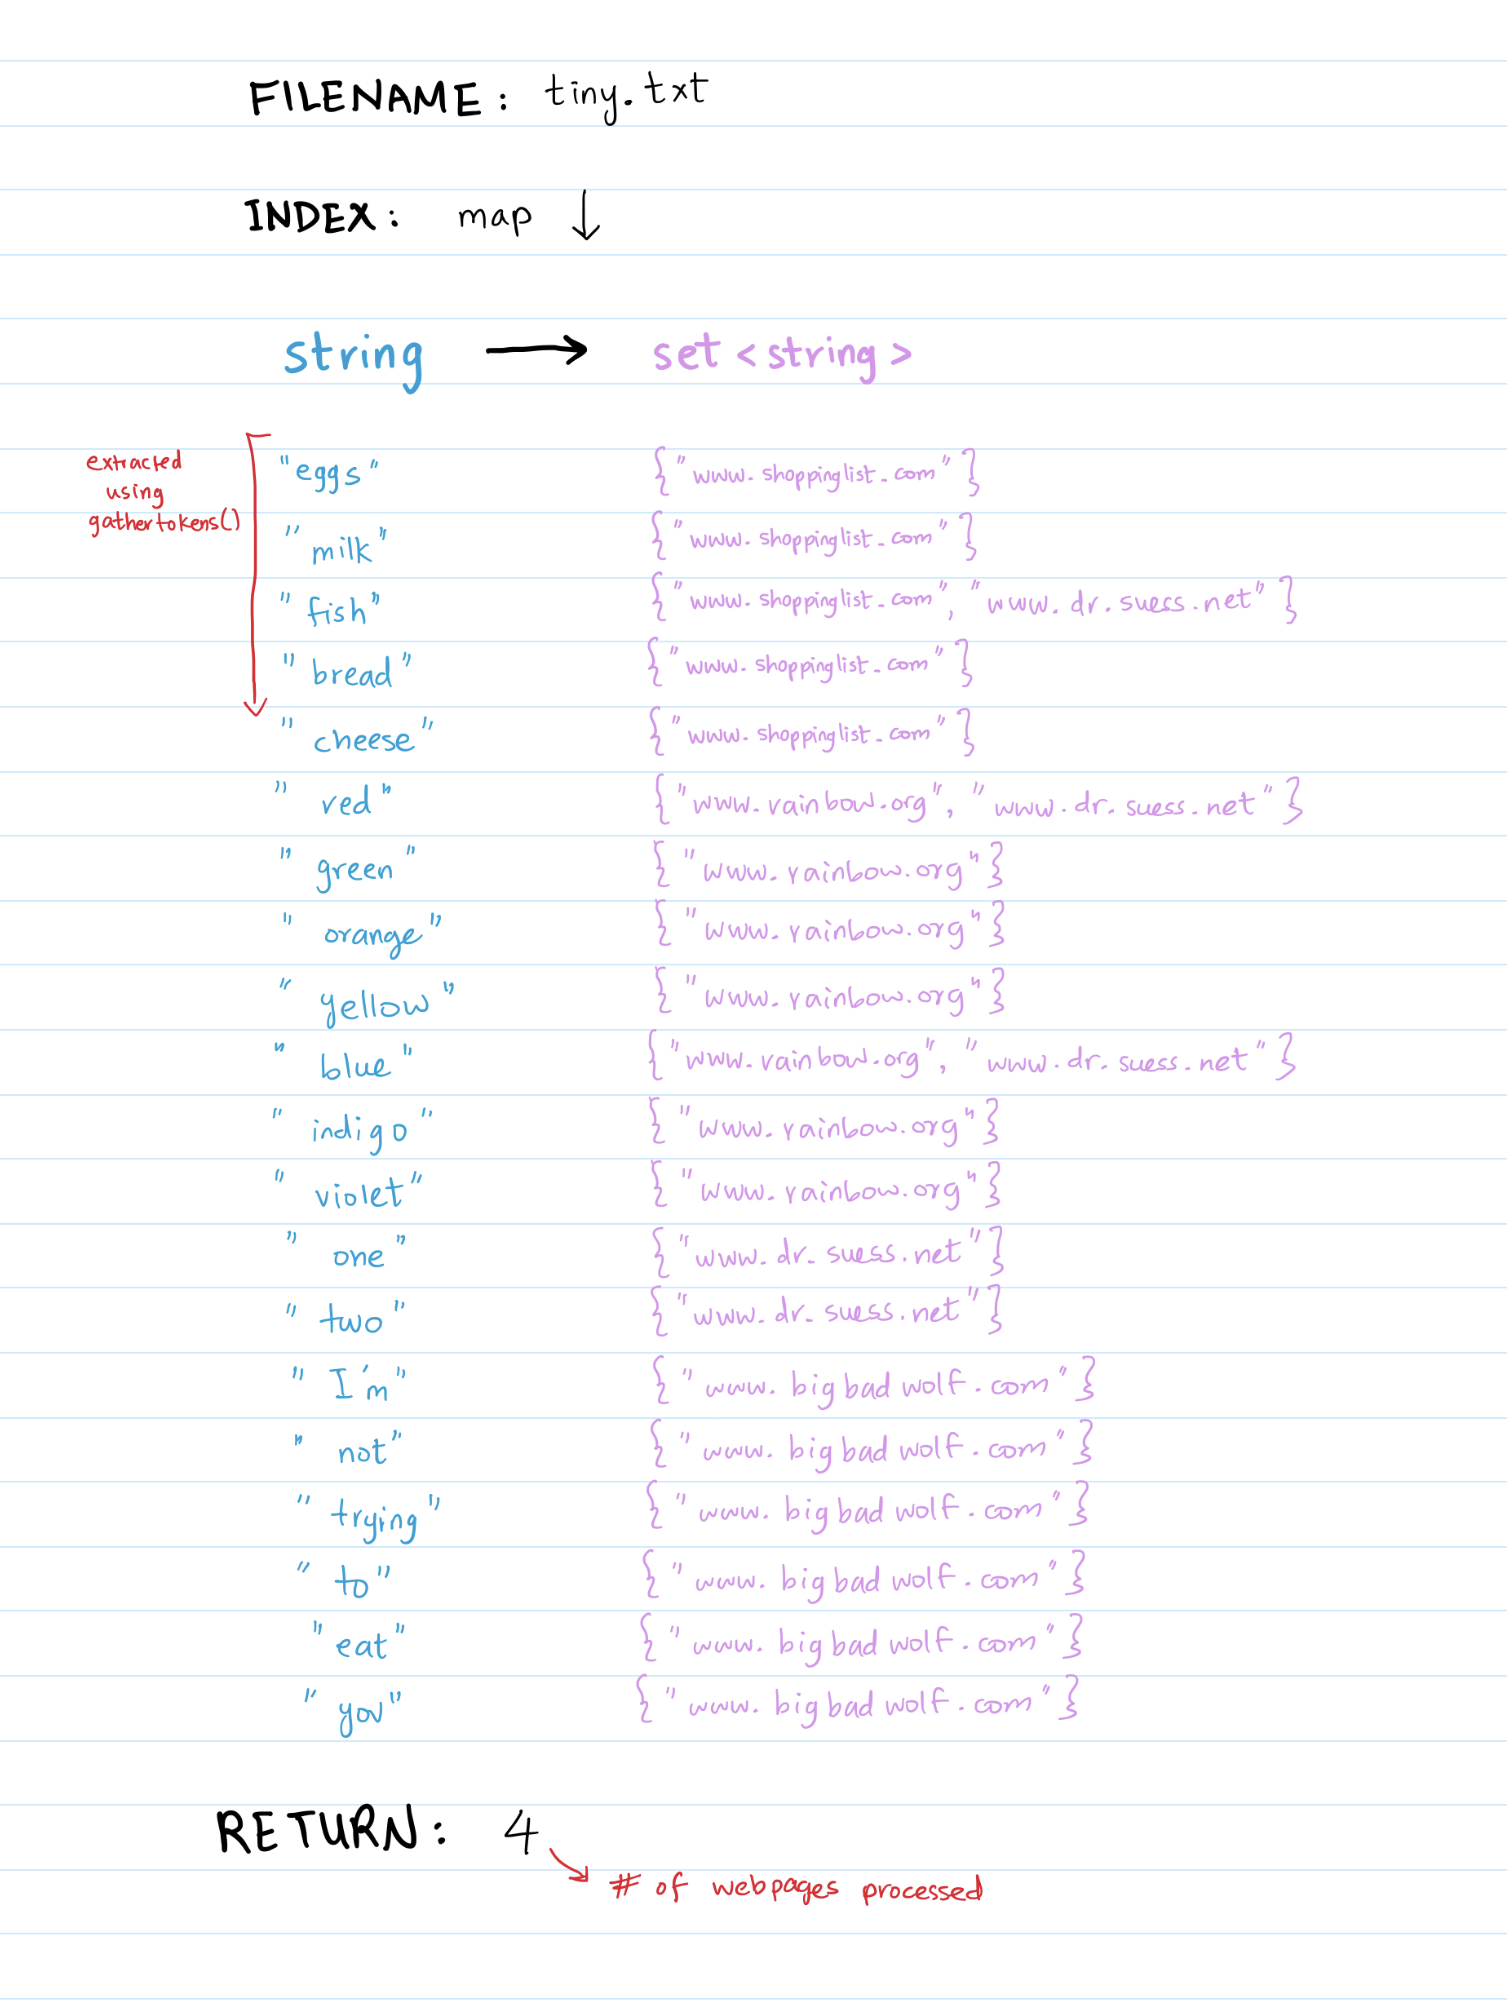 FILENAME: tiny.txt
INDEX: map ↓
string → set <string>
extracted
using
gathertokens()
"eggs" {"www.shoppinglist.com"}
"milk" {"www.shoppinglist.com"}
"fish" {"www.shoppinglist.com", "www.dr.suess.net"}
"bread" {"www.shoppinglist.com"}
"cheese" {"www.shoppinglist.com"}
"red" {"www.rainbow.org", "www.dr.suess.net"}
"green" {"www.rainbow.org"}
"orange" {"www.rainbow.org"}
"yellow" {"www.rainbow.org"}
"blue" {"www.rainbow.org", "www.dr.suess.net"}
"indigo" {"www.rainbow.org"}
"violet" {"www.rainbow.org"}
"one" {"www.dr.suess.net"}
"two" {"www.dr.suess.net"}
"I'm" {"www.bigbadwolf.com"}
"not" {"www.bigbadwolf.com"}
"trying" {"www.bigbadwolf.com"}
"to" {"www.bigbadwolf.com"}
"eat" {"www.bigbadwolf.com"}
"you" {"www.bigbadwolf.com"}
RETURN: 4
# of webpages processed